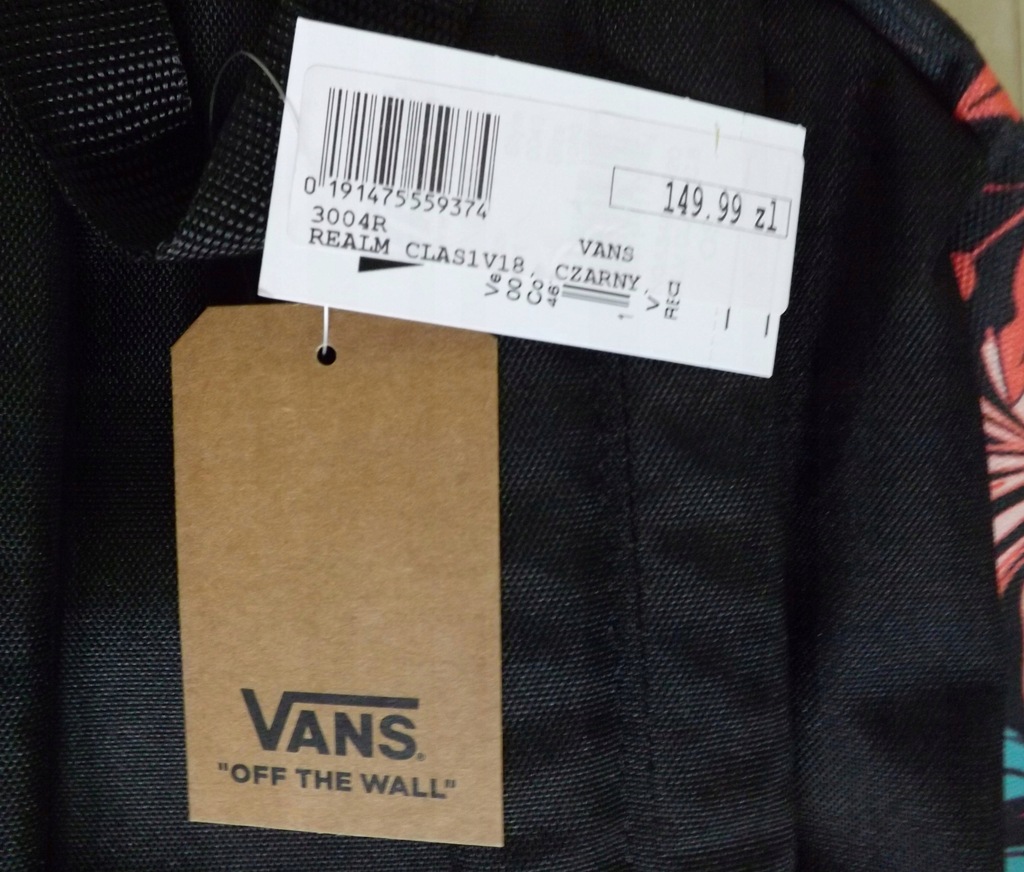 0 191475559374
149.99 zl
3004R
REALM CLAS1V18, VANS
CZARNY
VANS
"OFF THE WALL"